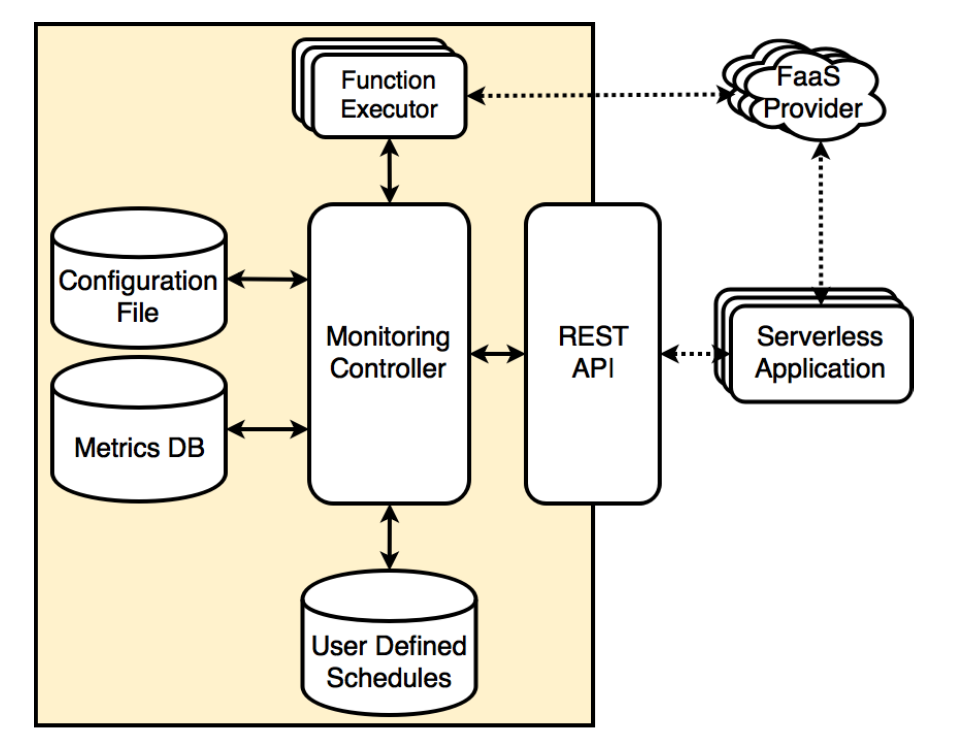 Function
Executor
FaaS
Provider
Configuration
File
Monitoring
Controller
REST
API
Serverless
Application
Metrics DB
User Defined
Schedules